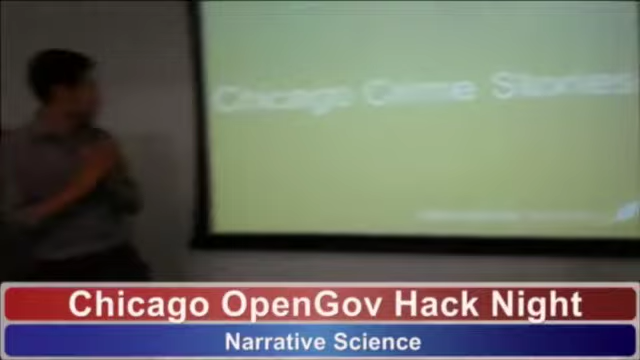 Chicago Crime Stories
Chicago OpenGov Hack Night
Narrative Science